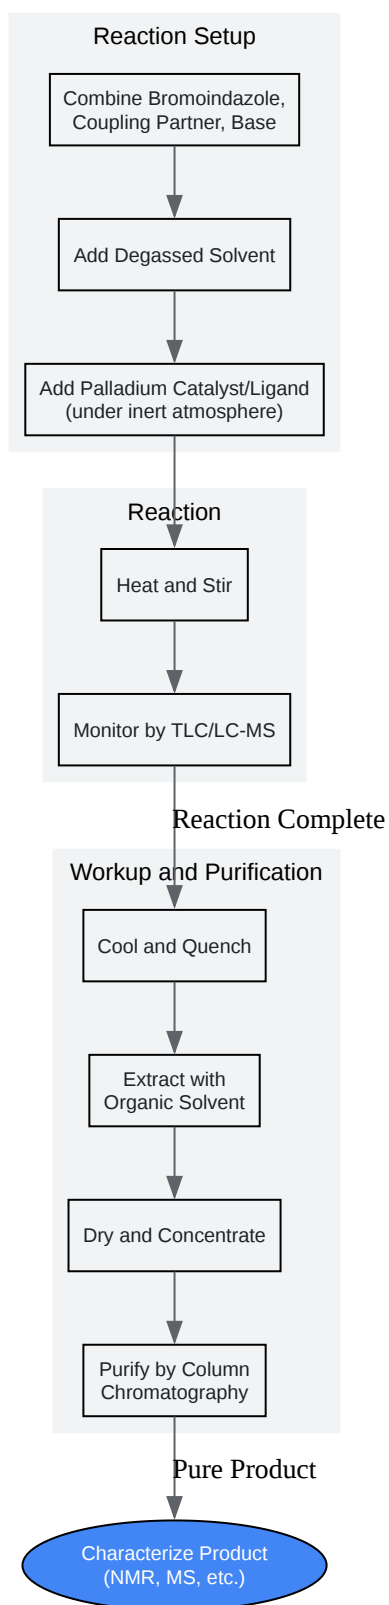 Reaction Setup
Combine Bromoindazole,
Coupling Partner, Base
Add Degassed Solvent
Add Palladium Catalyst/Ligand
(under inert atmosphere)
Reaction
Heat and Stir
Monitor by TLC/LC-MS
Reaction Complete
Workup and Purification
Cool and Quench
Extract with
Organic Solvent
Dry and Concentrate
Purify by Column
Chromatography
Pure Product
Characterize Product
(NMR, MS, etc.)